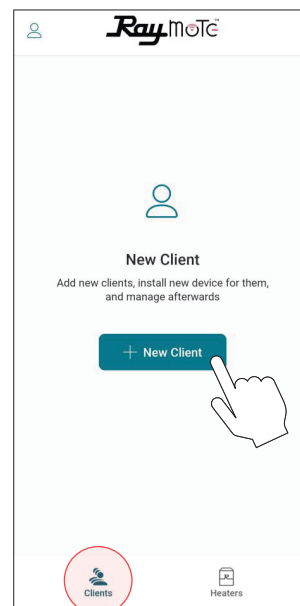 RayMOTE
New Client
Add new clients, install new device for them,
and manage afterwards
+ New Client
Clients
Heaters